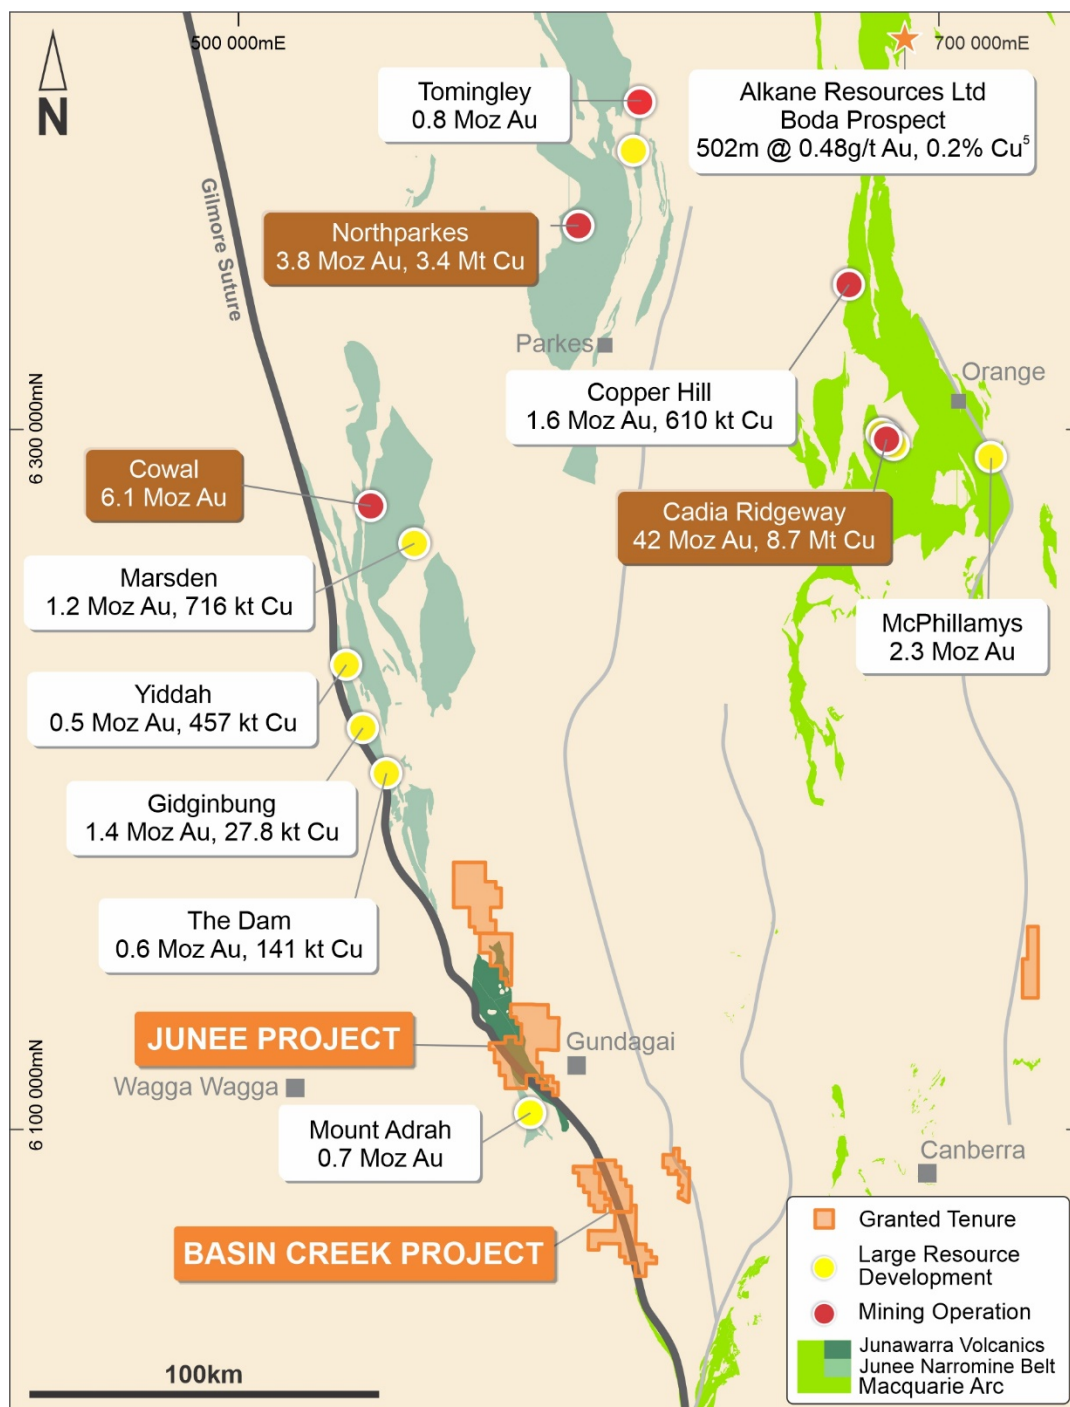 500 000mE
700 000mE
N
Tomingley
0.8 Moz Au
Alkane Resources Ltd
Boda Prospect
502m @ 0.48g/t Au, 0.2% Cu⁵
Gilmore Suture
Northparkes
3.8 Moz Au, 3.4 Mt Cu
Parkes
Copper Hill
1.6 Moz Au, 610 kt Cu
Orange
6 300 000mN
Cowal
6.1 Moz Au
Cadia Ridgeway
42 Moz Au, 8.7 Mt Cu
Marsden
1.2 Moz Au, 716 kt Cu
McPhillamys
2.3 Moz Au
Yiddah
0.5 Moz Au, 457 kt Cu
Gidginbung
1.4 Moz Au, 27.8 kt Cu
The Dam
0.6 Moz Au, 141 kt Cu
JUNEE PROJECT
Gundagai
Wagga Wagga
6 100 000mN
Mount Adrah
0.7 Moz Au
Canberra
BASIN CREEK PROJECT
Granted Tenure
Large Resource
Development
Mining Operation
Junawarra Volcanics
Junee Narromine Belt
Macquarie Arc
100km